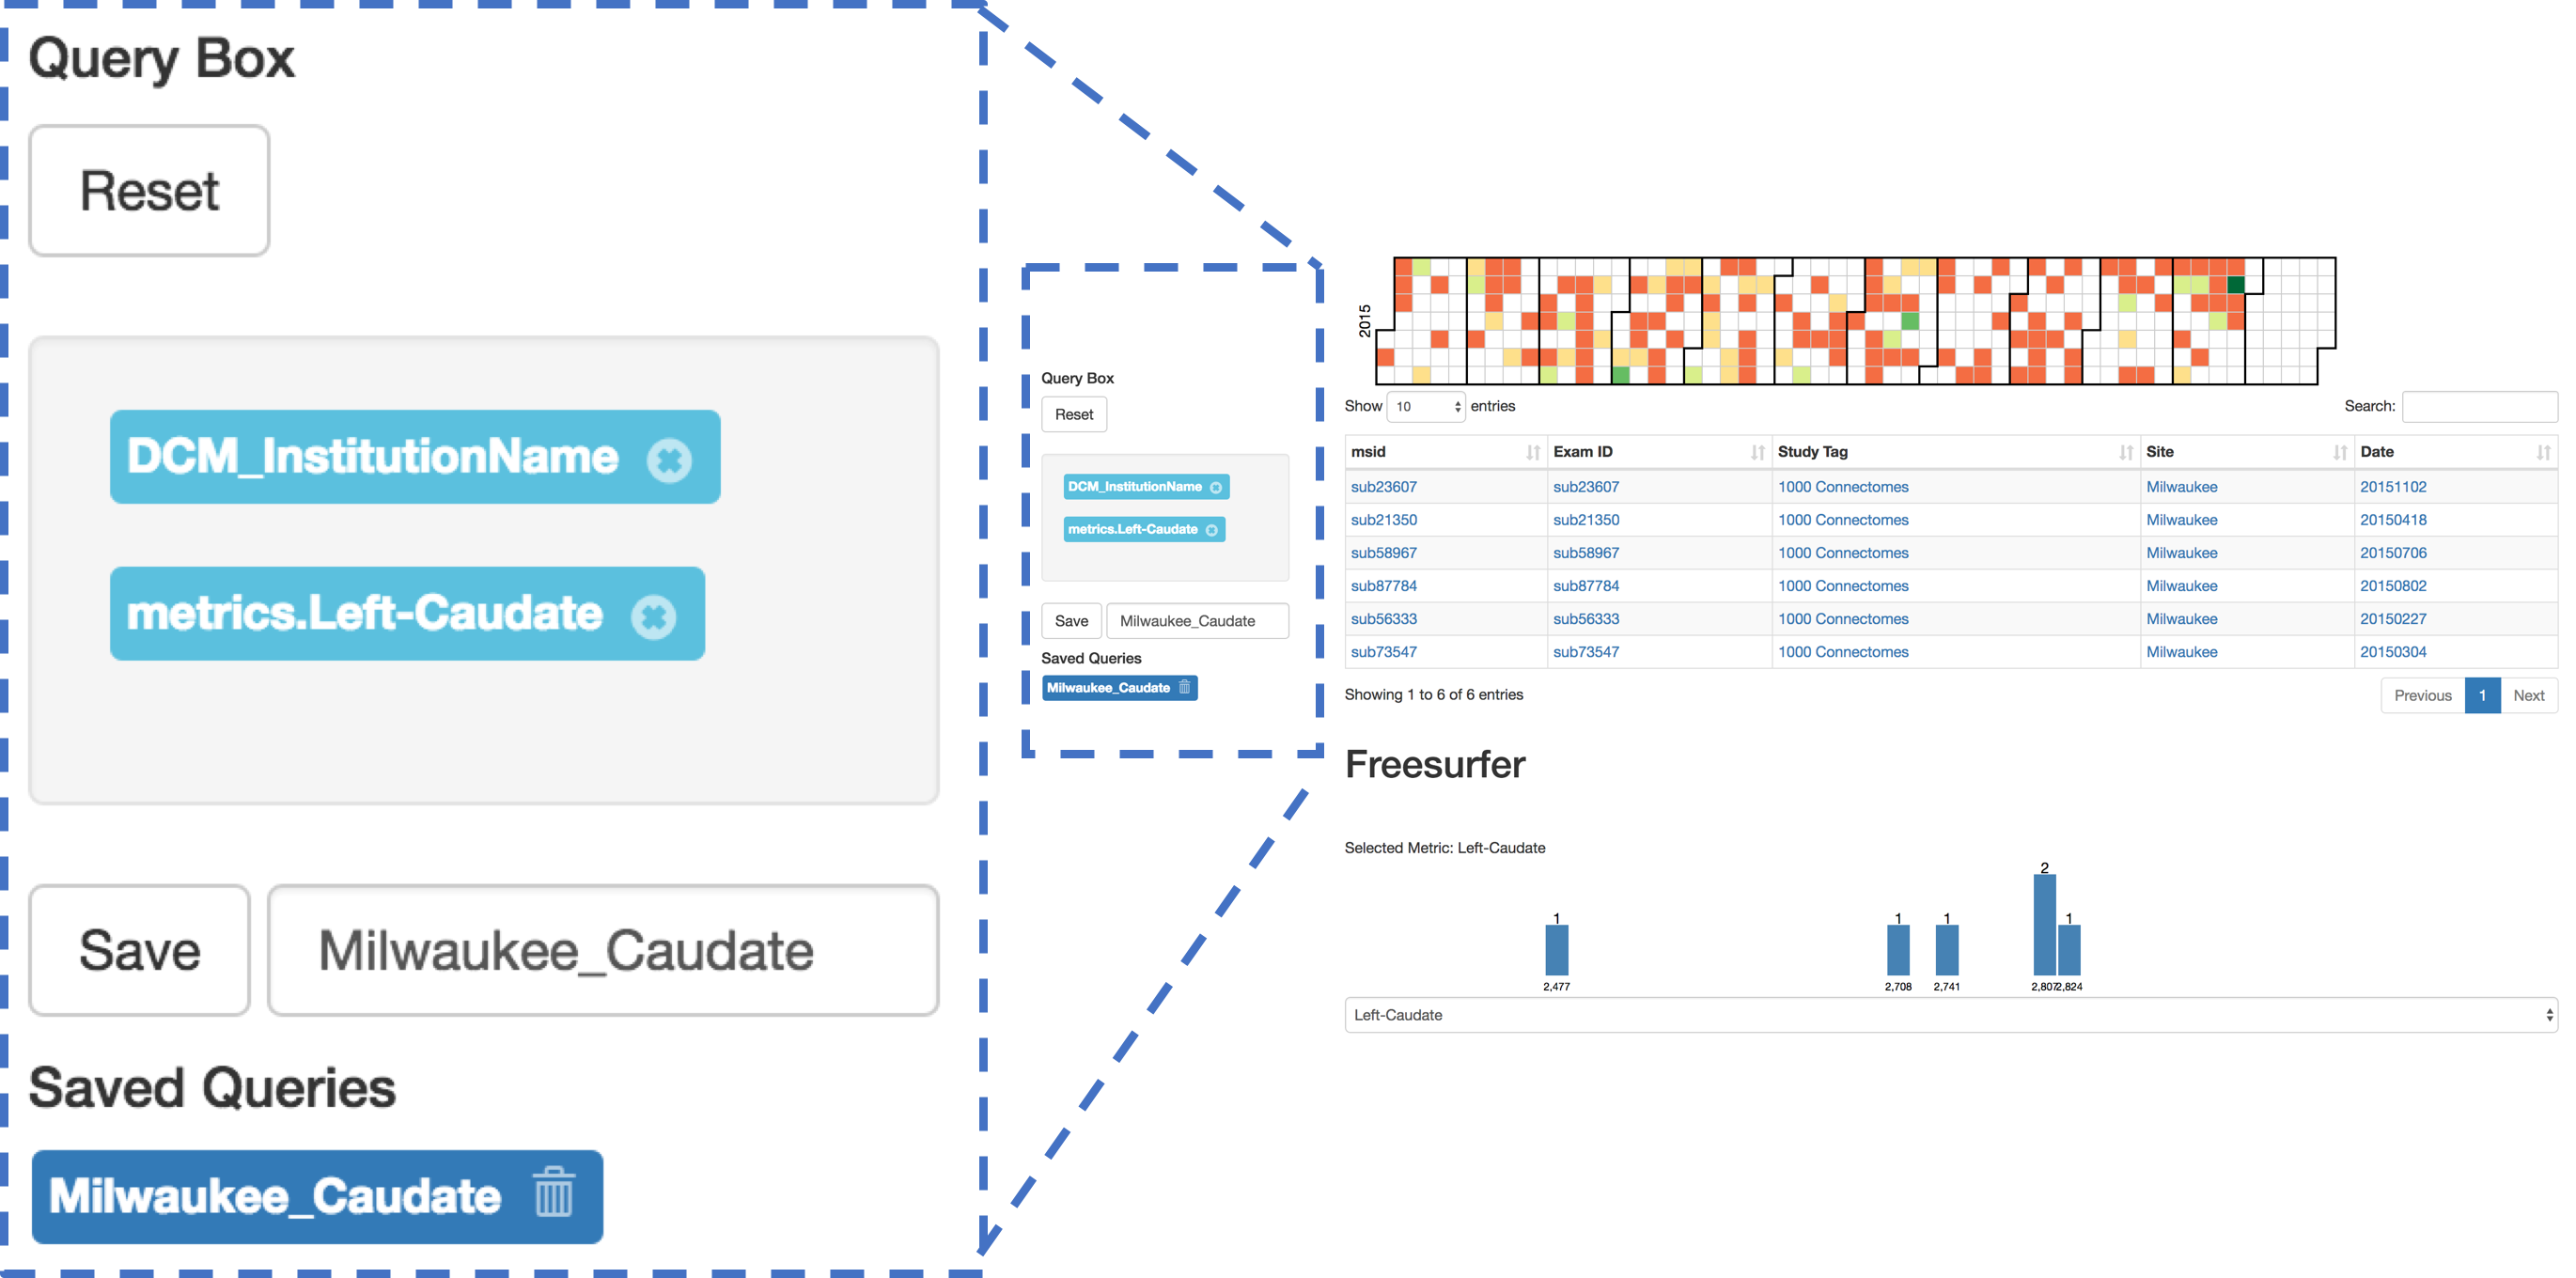 Query Box
Reset
DCM_InstitutionName
metrics.Left-Caudate
Save Milwaukee_Caudate
Saved Queries
Milwaukee_Caudate
Query Box
Reset
DCM_InstitutionName
metrics.Left-Caudate
Save Milwaukee_Caudate
Saved Queries
Milwaukee_Caudate
2015
Show 10 entries Search:
msid Exam ID Study Tag Site Date
sub23607 sub23607 1000 Connectomes Milwaukee 20151102
sub21350 sub21350 1000 Connectomes Milwaukee 20150418
sub58967 sub58967 1000 Connectomes Milwaukee 20150706
sub87784 sub87784 1000 Connectomes Milwaukee 20150802
sub56333 sub56333 1000 Connectomes Milwaukee 20150227
sub73547 sub73547 1000 Connectomes Milwaukee 20150304
Showing 1 to 6 of 6 entries Previous 1 Next
Freesurfer
Selected Metric: Left-Caudate
2
1 1 1 1
2,477 2,708 2,741 2,807 2,824
Left-Caudate